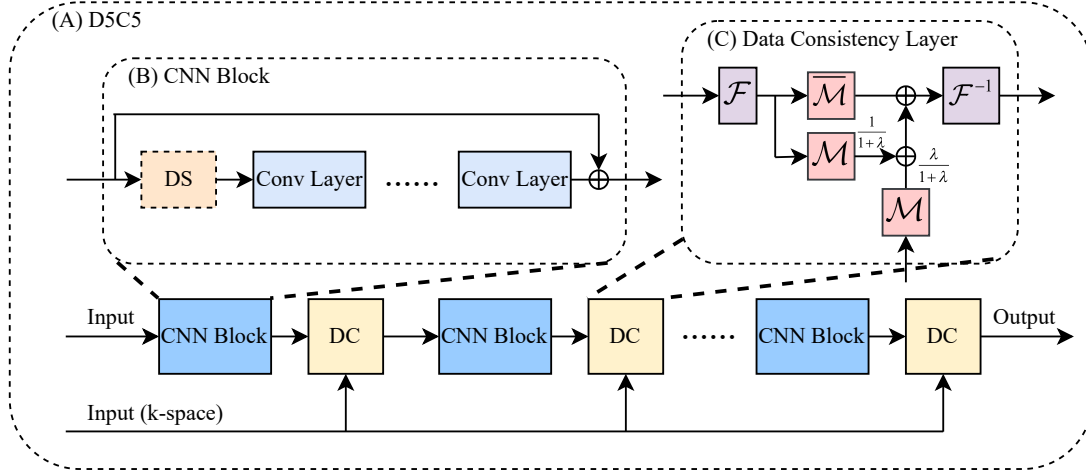 (A) D5C5
(B) CNN Block
DS
Conv Layer
......
Conv Layer
(C) Data Consistency Layer
ℱ
ℳ̅
ℱ⁻¹
ℳ
1/(1+λ)
λ/(1+λ)
ℳ
Input
CNN Block
DC
CNN Block
DC
......
CNN Block
DC
Output
Input (k-space)